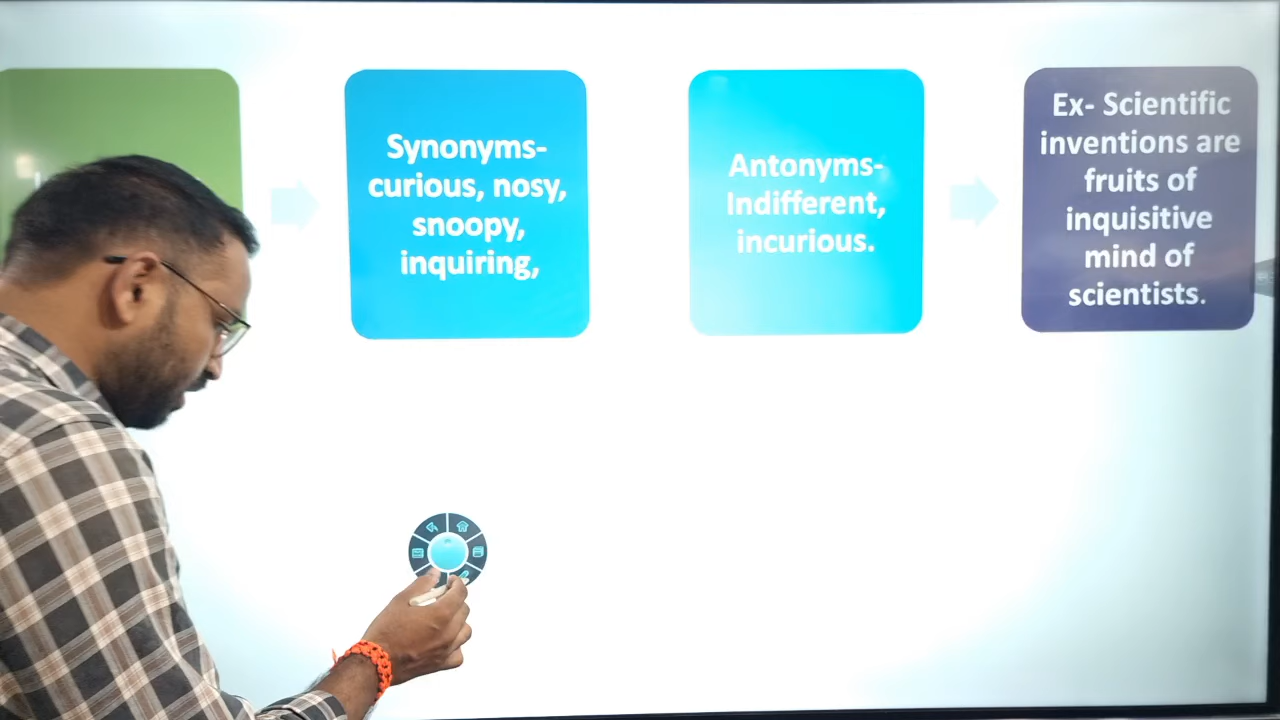 Synonyms-
curious, nosy,
snoopy,
inquiring,
Antonyms-
Indifferent,
incurious.
Ex- Scientific
inventions are
fruits of
inquisitive
mind of
scientists.